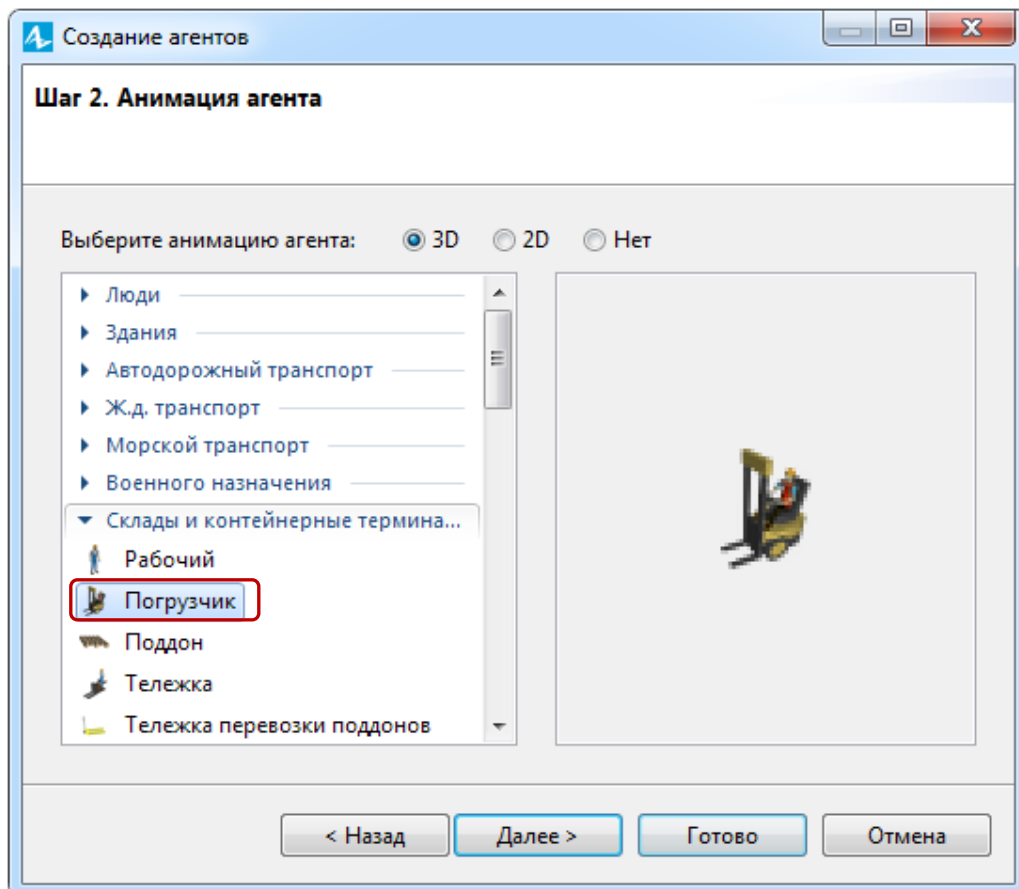 Создание агентов
Шаг 2. Анимация агента
Выберите анимацию агента: 3D 2D Нет
Люди
Здания
Автодорожный транспорт
Ж.д. транспорт
Морской транспорт
Военного назначения
Склады и контейнерные термина...
Рабочий
Погрузчик
Поддон
Тележка
Тележка перевозки поддонов
< Назад Далее > Готово Отмена